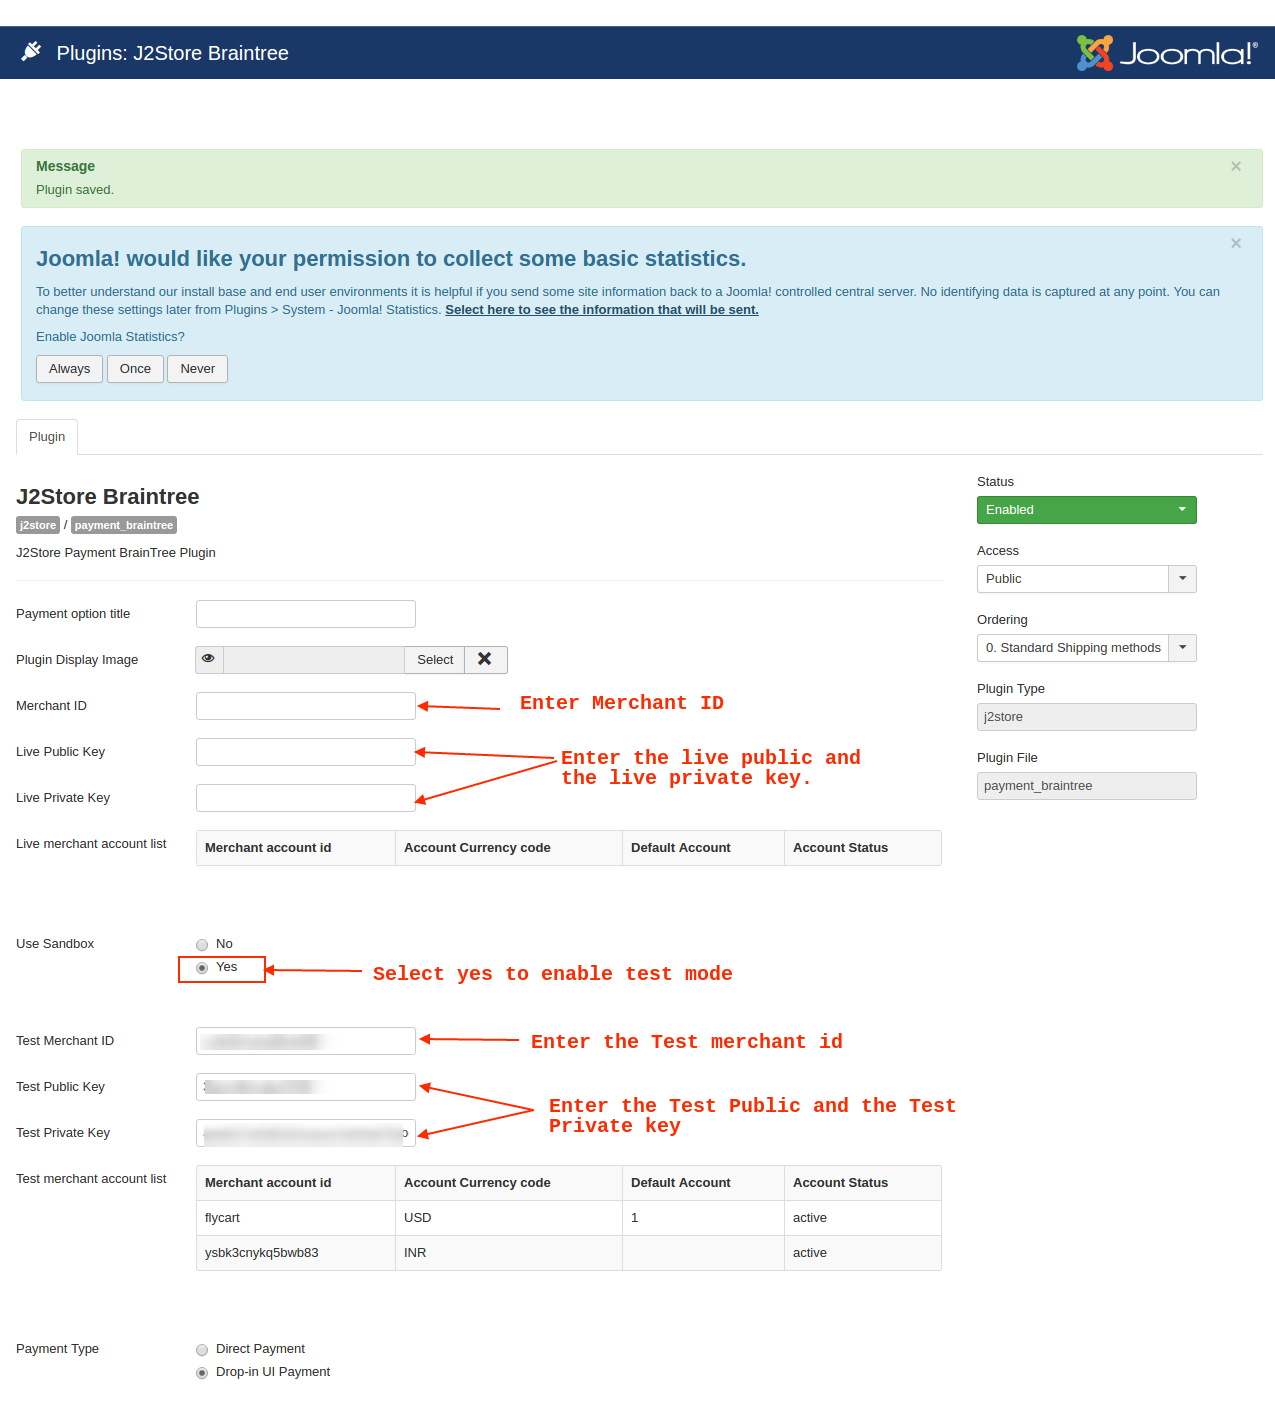 Plugins: J2Store Braintree
Joomla!®
Message
×
Plugin saved.
×
Joomla! would like your permission to collect some basic statistics.
To better understand our install base and end user environments it is helpful if you send some site information back to a Joomla! controlled central server. No identifying data is captured at any point. You can
change these settings later from Plugins > System - Joomla! Statistics. Select here to see the information that will be sent.
Enable Joomla Statistics?
Always Once Never
Plugin
J2Store Braintree
j2store / payment_braintree
J2Store Payment BrainTree Plugin
Payment option title
Plugin Display Image Select
Merchant ID
Enter Merchant ID
Live Public Key
Enter the live public and
the live private key.
Live Private Key
Live merchant account list
Merchant account id Account Currency code Default Account Account Status
Use Sandbox
No
Yes
Select yes to enable test mode
Test Merchant ID
Enter the Test merchant id
Test Public Key
Enter the Test Public and the Test
Private key
Test Private Key
Test merchant account list
Merchant account id Account Currency code Default Account Account Status
flycart USD 1 active
ysbk3cnykq5bwb83 INR active
Payment Type
Direct Payment
Drop-in UI Payment
Status
Enabled
Access
Public
Ordering
0. Standard Shipping methods
Plugin Type
j2store
Plugin File
payment_braintree